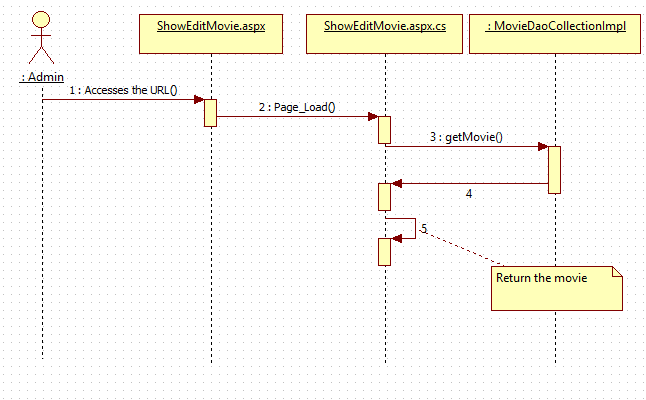 ShowEditMovie.aspx
ShowEditMovie.aspx.cs
: MovieDaoCollectionImpl
: Admin
1 : Accesses the URL()
2 : Page_Load()
3 : getMovie()
4
5
Return the movie